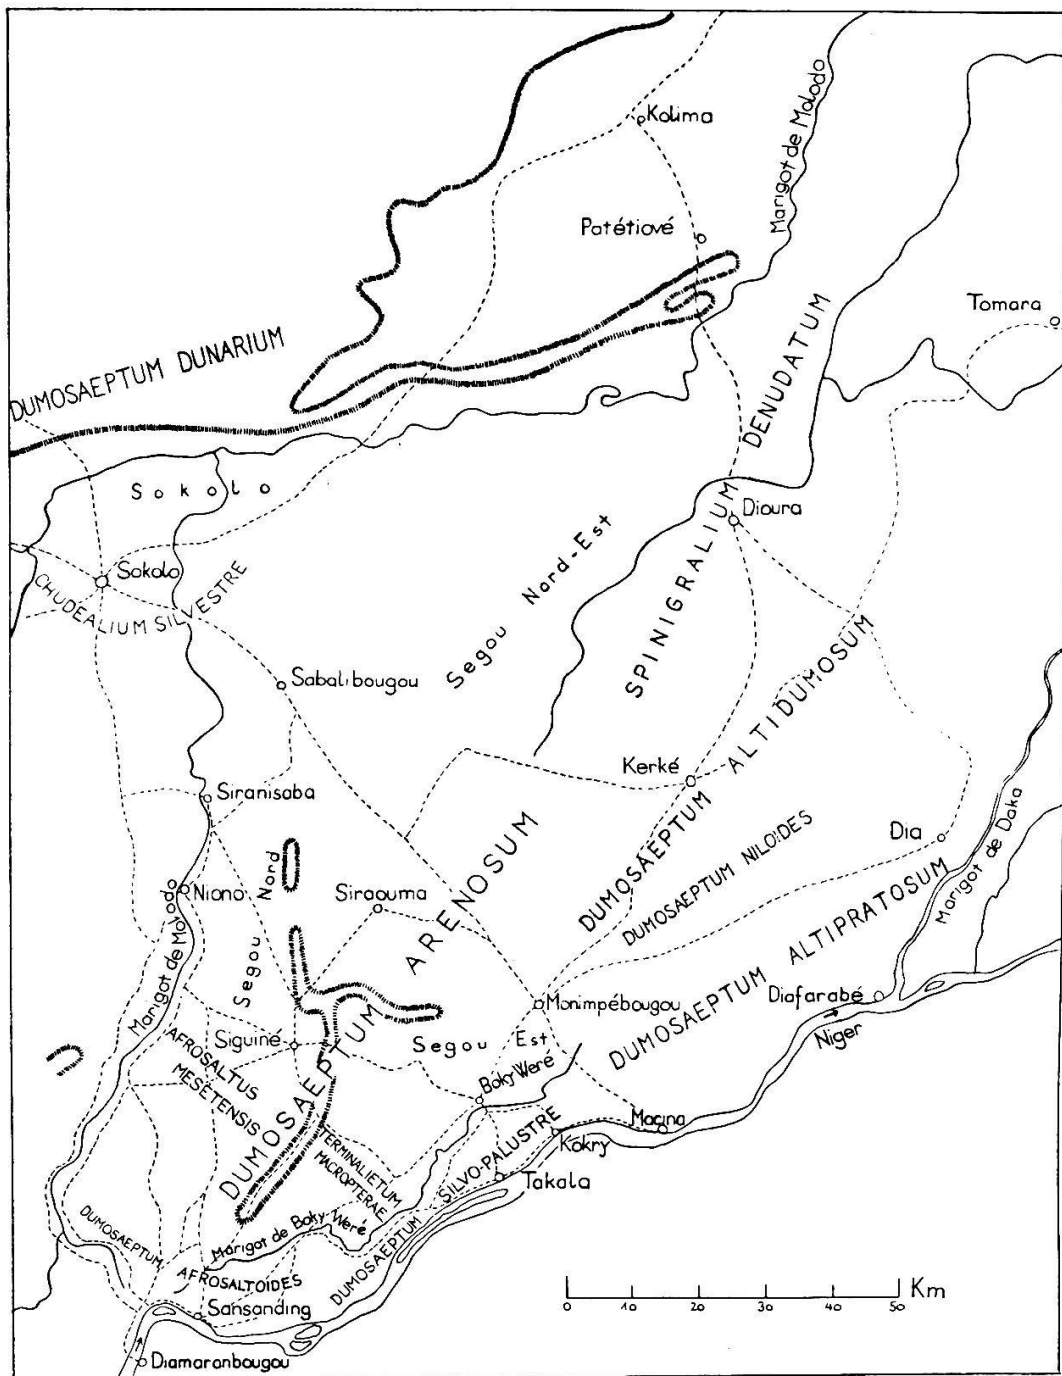 Kolima
Marigot de Molodo
Patétiové
Tomara
DUMOSAEPTUM DUNARIUM
DENUDATUM
Sokolo
Dioura
Segou Nord-Est
Sokolo
CHUDEALIUM SILVESTRE
SPINIGRALIUM
Sabalibougou
ALTIDUMOSUM
Kerké
Siranisaba
DUMOSAEPTUM
DUMOSAEPTUM NILOIDES
Dia
Marigot de Daka
Niono
Segou Nord
Siraouma
ARENOSUM
ALTIPRATOSUM
Marigot de Mol
Monimpébougou
Diafarabé
Niger
Siguiné
Segou Est
DUMOSAEPTUM
AFROSALTUS
MESETENSIS
DUMOSAEPTUM
Boky Weré
Macina
Kokry
SILVO-PALUSTRE
TERMINALIETUM
MACROPTERAE
Takala
Marigot de Boky-Weré
DUMOSAEPTUM
DUMOSAEPTUM
AFROSALTOIDES
Sansanding
Diamaranbougou
0 10 20 30 40 50 Km